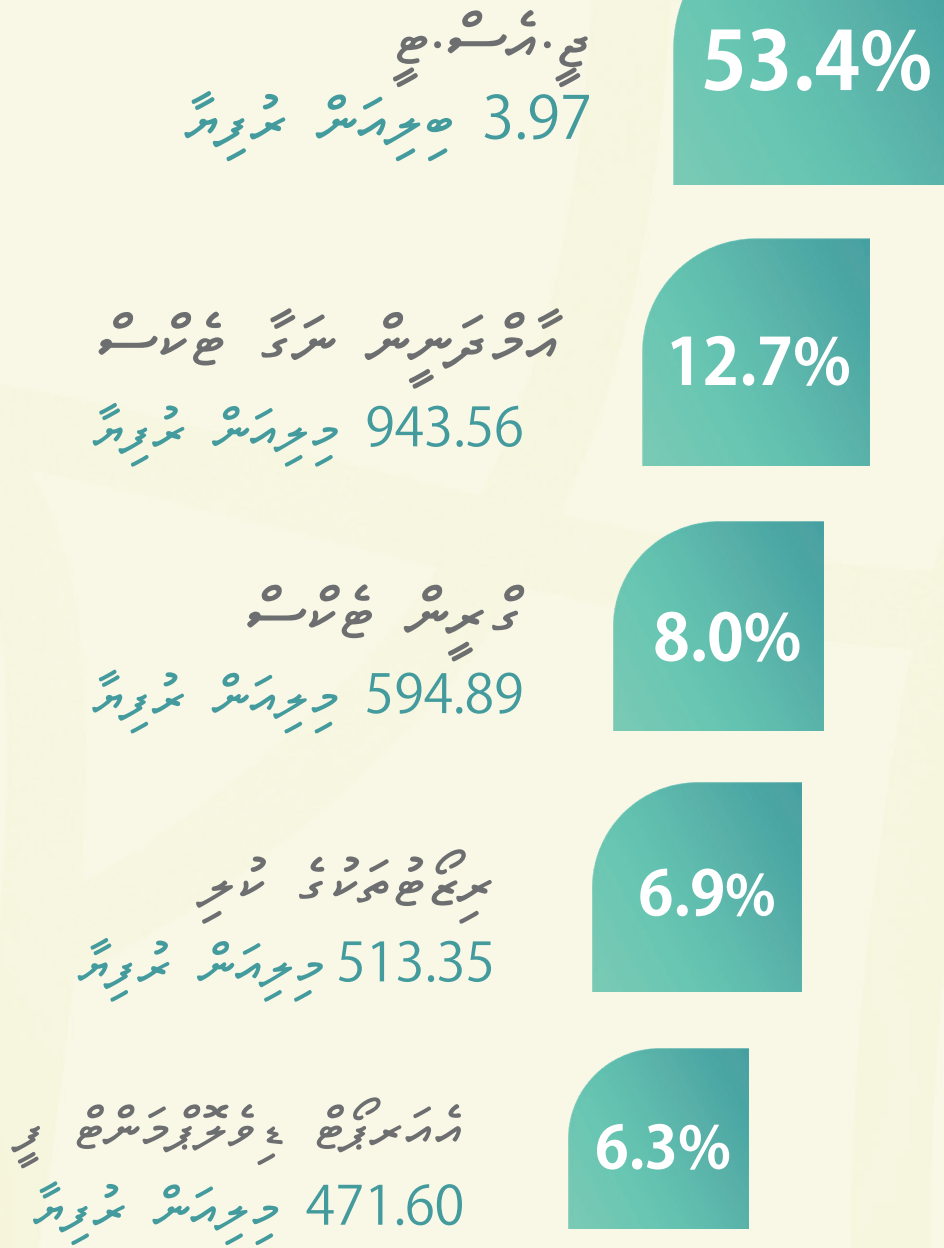 53.4%
ޖީ.އެސް.ޓީ
3.97 ބިލިއަން ރުފިޔާ
12.7%
އާމްދަނީން ނަގާ ޓެކްސް
943.56 މިލިއަން ރުފިޔާ
8.0%
ގްރީން ޓެކްސް
594.89 މިލިއަން ރުފިޔާ
6.9%
ރިޒޯޓުތަކުގެ ކުލި
513.35 މިލިއަން ރުފިޔާ
6.3%
އެއަރޕޯޓް ޑިވެލޮޕްމަންޓް ފީ
471.60 މިލިއަން ރުފިޔާ